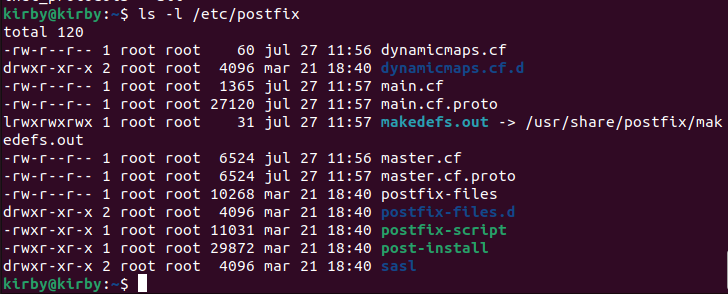 kirby@kirby:~$ ls -l /etc/postfix
total 120
-rw-r--r-- 1 root root    60 jul 27 11:56 dynamicmaps.cf
drwxr-xr-x 2 root root  4096 mar 21 18:40 dynamicmaps.cf.d
-rw-r--r-- 1 root root  1365 jul 27 11:57 main.cf
-rw-r--r-- 1 root root 27120 jul 27 11:57 main.cf.proto
lrwxrwxrwx 1 root root    31 jul 27 11:57 makedefs.out -> /usr/share/postfix/mak
edefs.out
-rw-r--r-- 1 root root  6524 jul 27 11:56 master.cf
-rw-r--r-- 1 root root  6524 jul 27 11:57 master.cf.proto
-rw-r--r-- 1 root root 10268 mar 21 18:40 postfix-files
drwxr-xr-x 2 root root  4096 mar 21 18:40 postfix-files.d
-rwxr-xr-x 1 root root 11031 mar 21 18:40 postfix-script
-rwxr-xr-x 1 root root 29872 mar 21 18:40 post-install
drwxr-xr-x 2 root root  4096 mar 21 18:40 sasl
kirby@kirby:~$